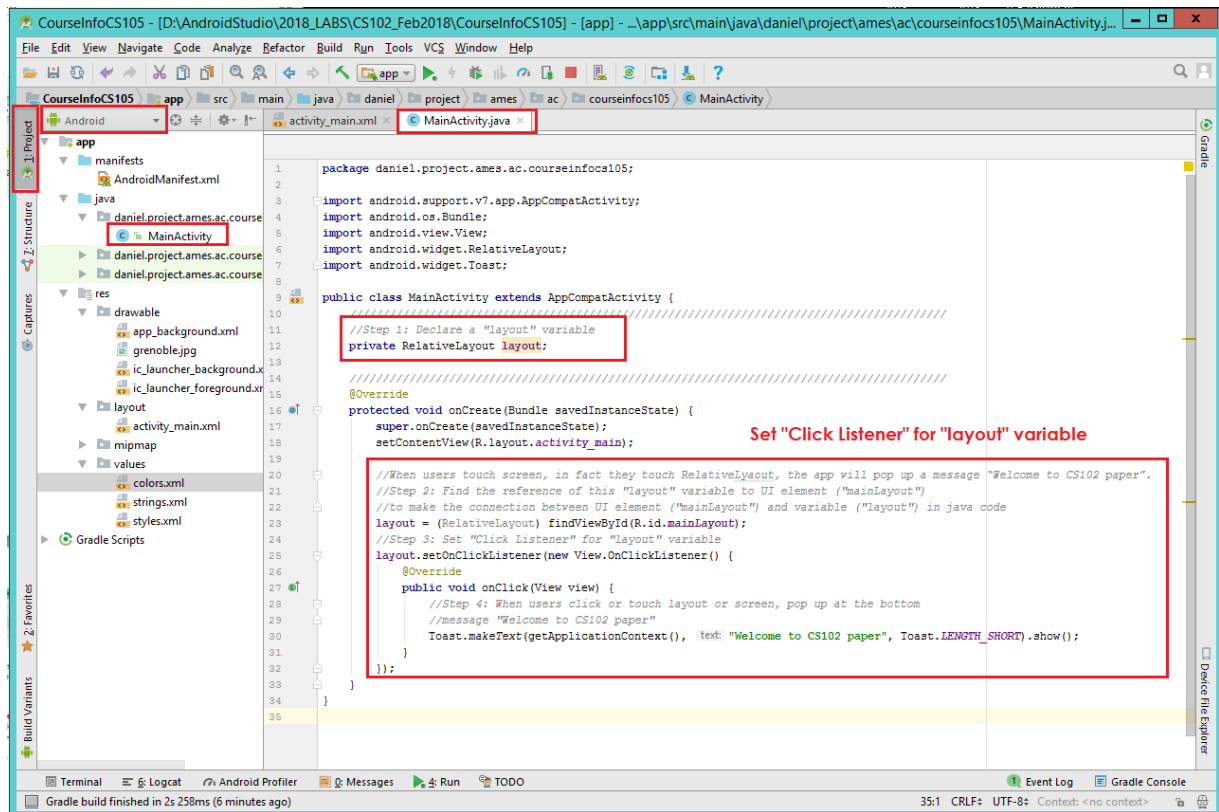 CourseInfoCS105 - [D:\AndroidStudio\2018_LABS\CS102_Feb2018\CourseInfoCS105] - [app] - ...\app\src\main\java\daniel\project\ames\ac\courseinfocs105\MainActivity.j...
File Edit View Navigate Code Analyze Refactor Build Run Tools VCS Window Help
app
CourseInfoCS105 app src main java daniel project ames ac courseinfocs105 MainActivity
Android
activity_main.xml
MainActivity.java
1: Project
Z: Structure
Captures
2: Favorites
Build Variants
app
manifests
AndroidManifest.xml
java
daniel.project.ames.ac.course
MainActivity
daniel.project.ames.ac.course
daniel.project.ames.ac.course
res
drawable
app_background.xml
grenoble.jpg
ic_launcher_background.x
ic_launcher_foreground.xr
layout
activity_main.xml
mipmap
values
colors.xml
strings.xml
styles.xml
Gradle Scripts
1 package daniel.project.ames.ac.courseinfocs105;
2
3 import android.support.v7.app.AppCompatActivity;
4 import android.os.Bundle;
5 import android.view.View;
6 import android.widget.RelativeLayout;
7 import android.widget.Toast;
8
9 public class MainActivity extends AppCompatActivity {
10 //////////////////////////////////////////////////////////////////////////////////////////
11 //Step 1: Declare a "layout" variable
12 private RelativeLayout layout;
13
14 //////////////////////////////////////////////////////////////////////////////////////////
15 @Override
16 protected void onCreate(Bundle savedInstanceState) {
17 super.onCreate(savedInstanceState);
18 setContentView(R.layout.activity_main);
Set "Click Listener" for "layout" variable
19
20 //When users touch screen, in fact they touch RelativeLyaout, the app will pop up a message "Welcome to CS102 paper".
21 //Step 2: Find the reference of this "layout" variable to UI element ("mainLayout")
22 //to make the connection between UI element ("mainLayout") and variable ("layout") in java code
23 layout = (RelativeLayout) findViewById(R.id.mainLayout);
24 //Step 3: Set "Click Listener" for "layout" variable
25 layout.setOnClickListener(new View.OnClickListener() {
26 @Override
27 public void onClick(View view) {
28 //Step 4: When users click or touch layout or screen, pop up at the bottom
29 //message "Welcome to CS102 paper"
30 Toast.makeText(getApplicationContext(), text: "Welcome to CS102 paper", Toast.LENGTH_SHORT).show();
31 }
32 });
33 }
34 }
35
Gradle
Device File Explorer
Terminal 6: Logcat Android Profiler 0: Messages 4: Run TODO
1 Event Log Gradle Console
Gradle build finished in 2s 258ms (6 minutes ago)
35:1 CRLF÷ UTF-8÷ Context: <no context>